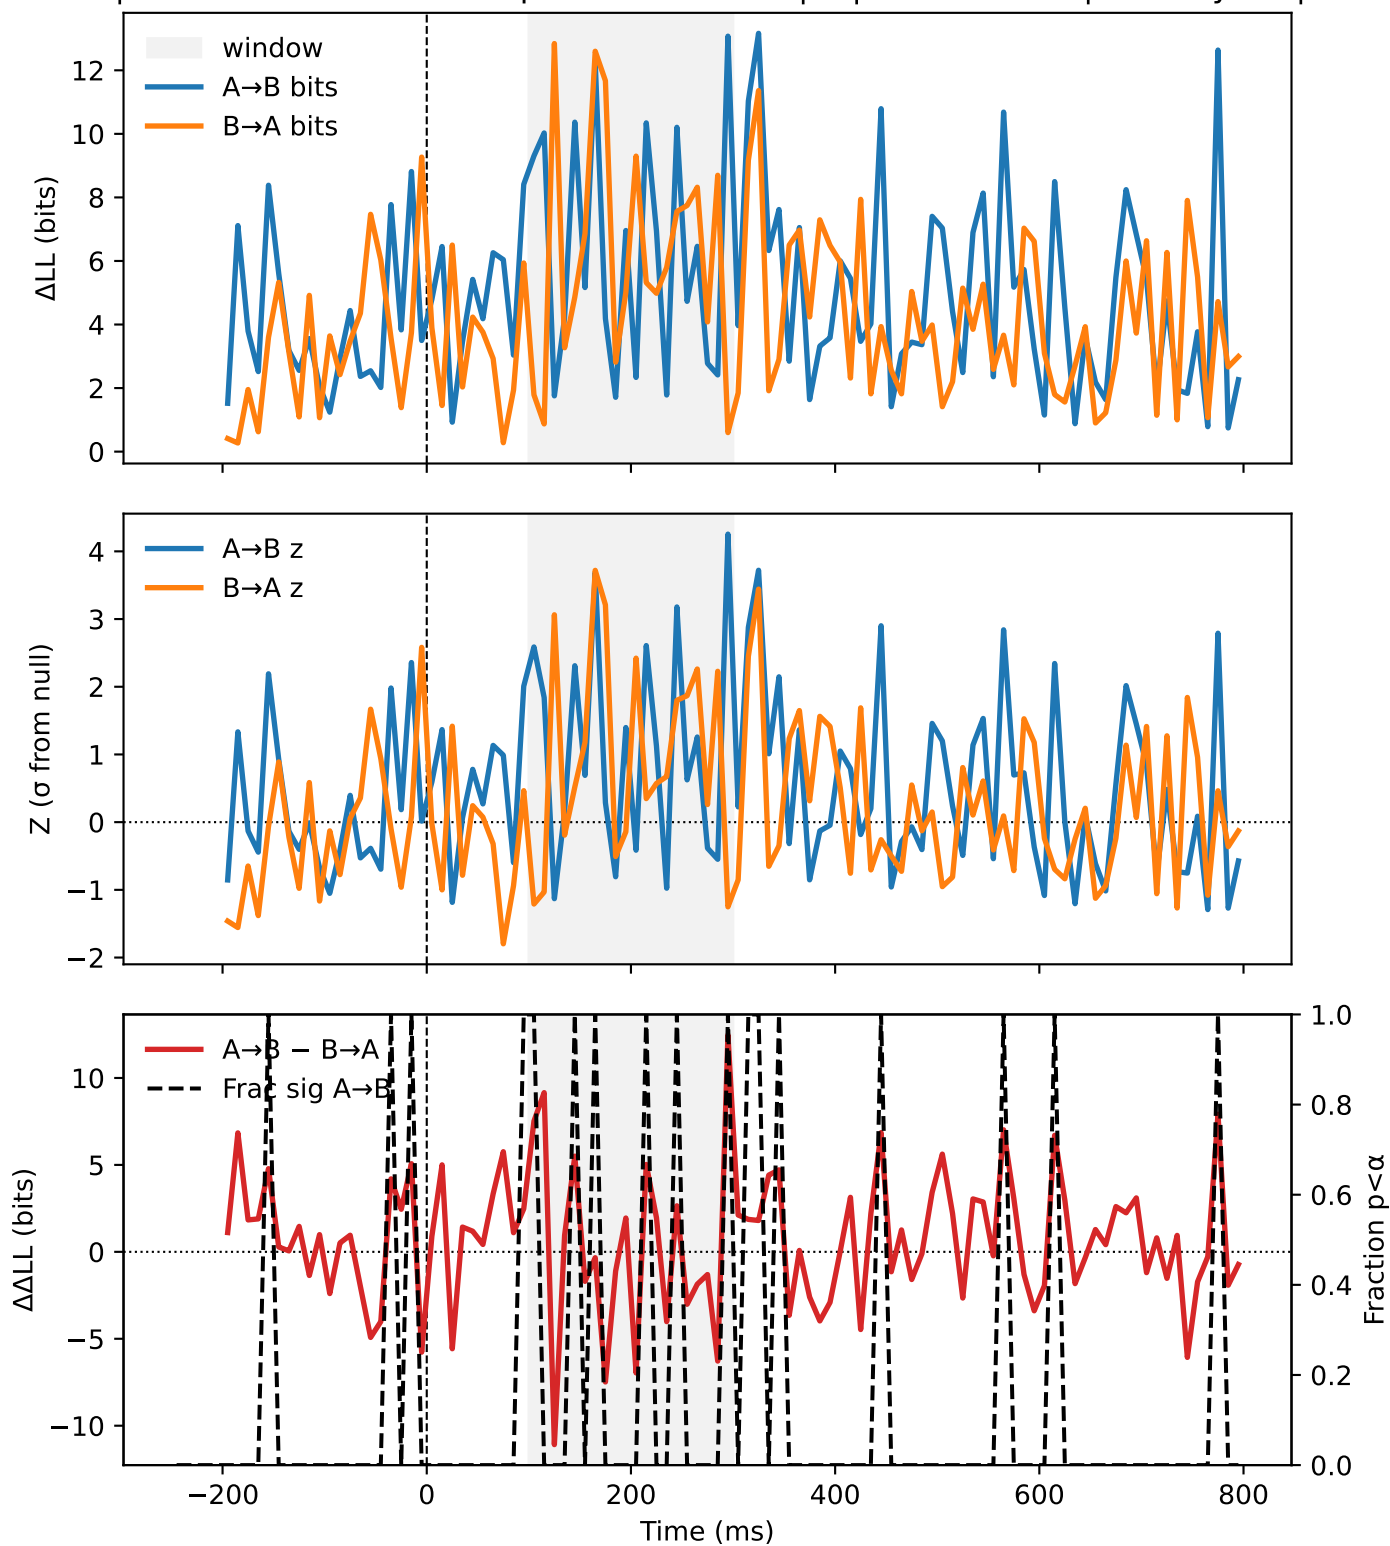 window
A→B bits
B→A bits
12
10
8
6
4
2
0
ΔLL (bits)
A→B z
B→A z
4
3
2
1
0
−1
−2
Z (σ from null)
A→B − B→A
Frac sig A→B
10
5
0
−5
−10
ΔΔLL (bits)
1.0
0.8
0.6
0.4
0.2
0.0
Fraction p<α
−200
0
200
400
600
800
Time (ms)